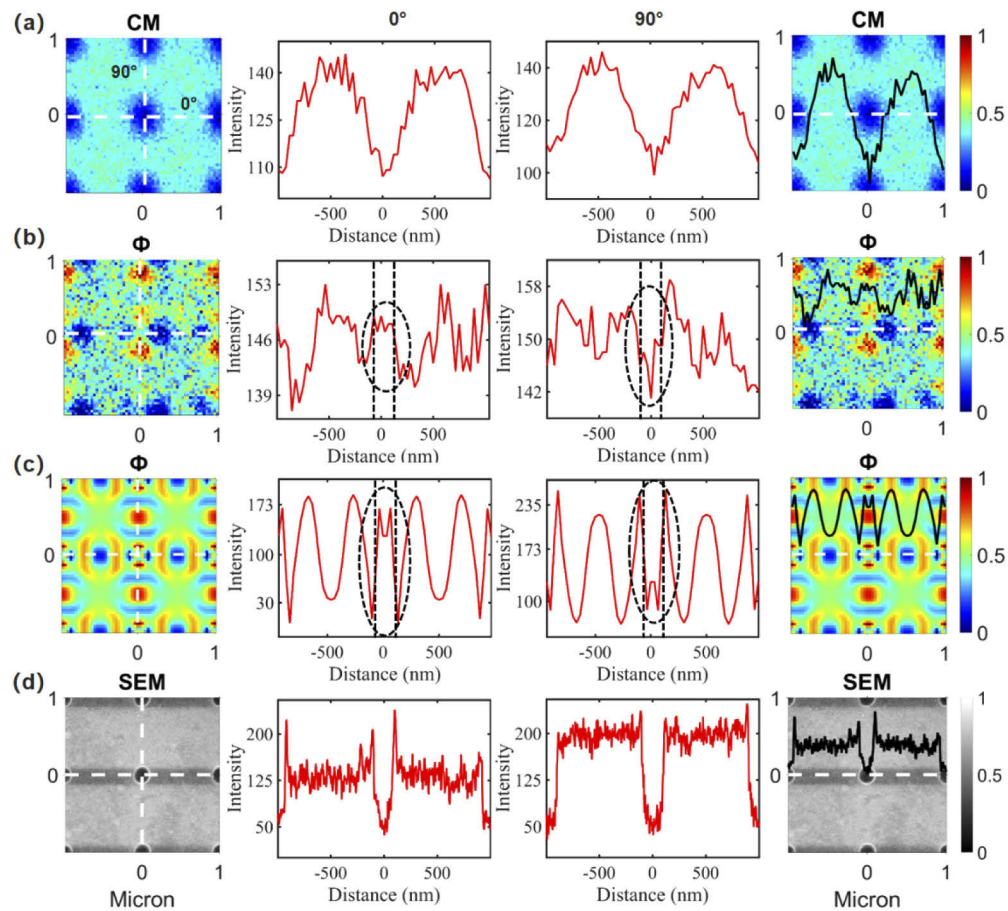 (a) CM 0° 90° CM
1 90° 0° 0 0 1
140 125 110 Intensity -500 0 500 Distance (nm)
140 120 100 Intensity -500 0 500 Distance (nm)
1 0 0 1 1 0.5 0
(b) Φ Φ
1 0 0 1
153 146 139 Intensity -500 0 500 Distance (nm)
158 150 142 Intensity -500 0 500 Distance (nm)
1 0 0 1 1 0.5 0
(c) Φ Φ
1 0 0 1
173 100 30 Intensity -500 0 500 Distance (nm)
235 173 100 Intensity -500 0 500 Distance (nm)
1 0 0 1 1 0.5 0
(d) SEM SEM
1 0 0 1 Micron
200 125 50 Intensity -500 0 500 Distance (nm)
200 125 50 Intensity -500 0 500 Distance (nm)
1 0 0 1 Micron 1 0.5 0